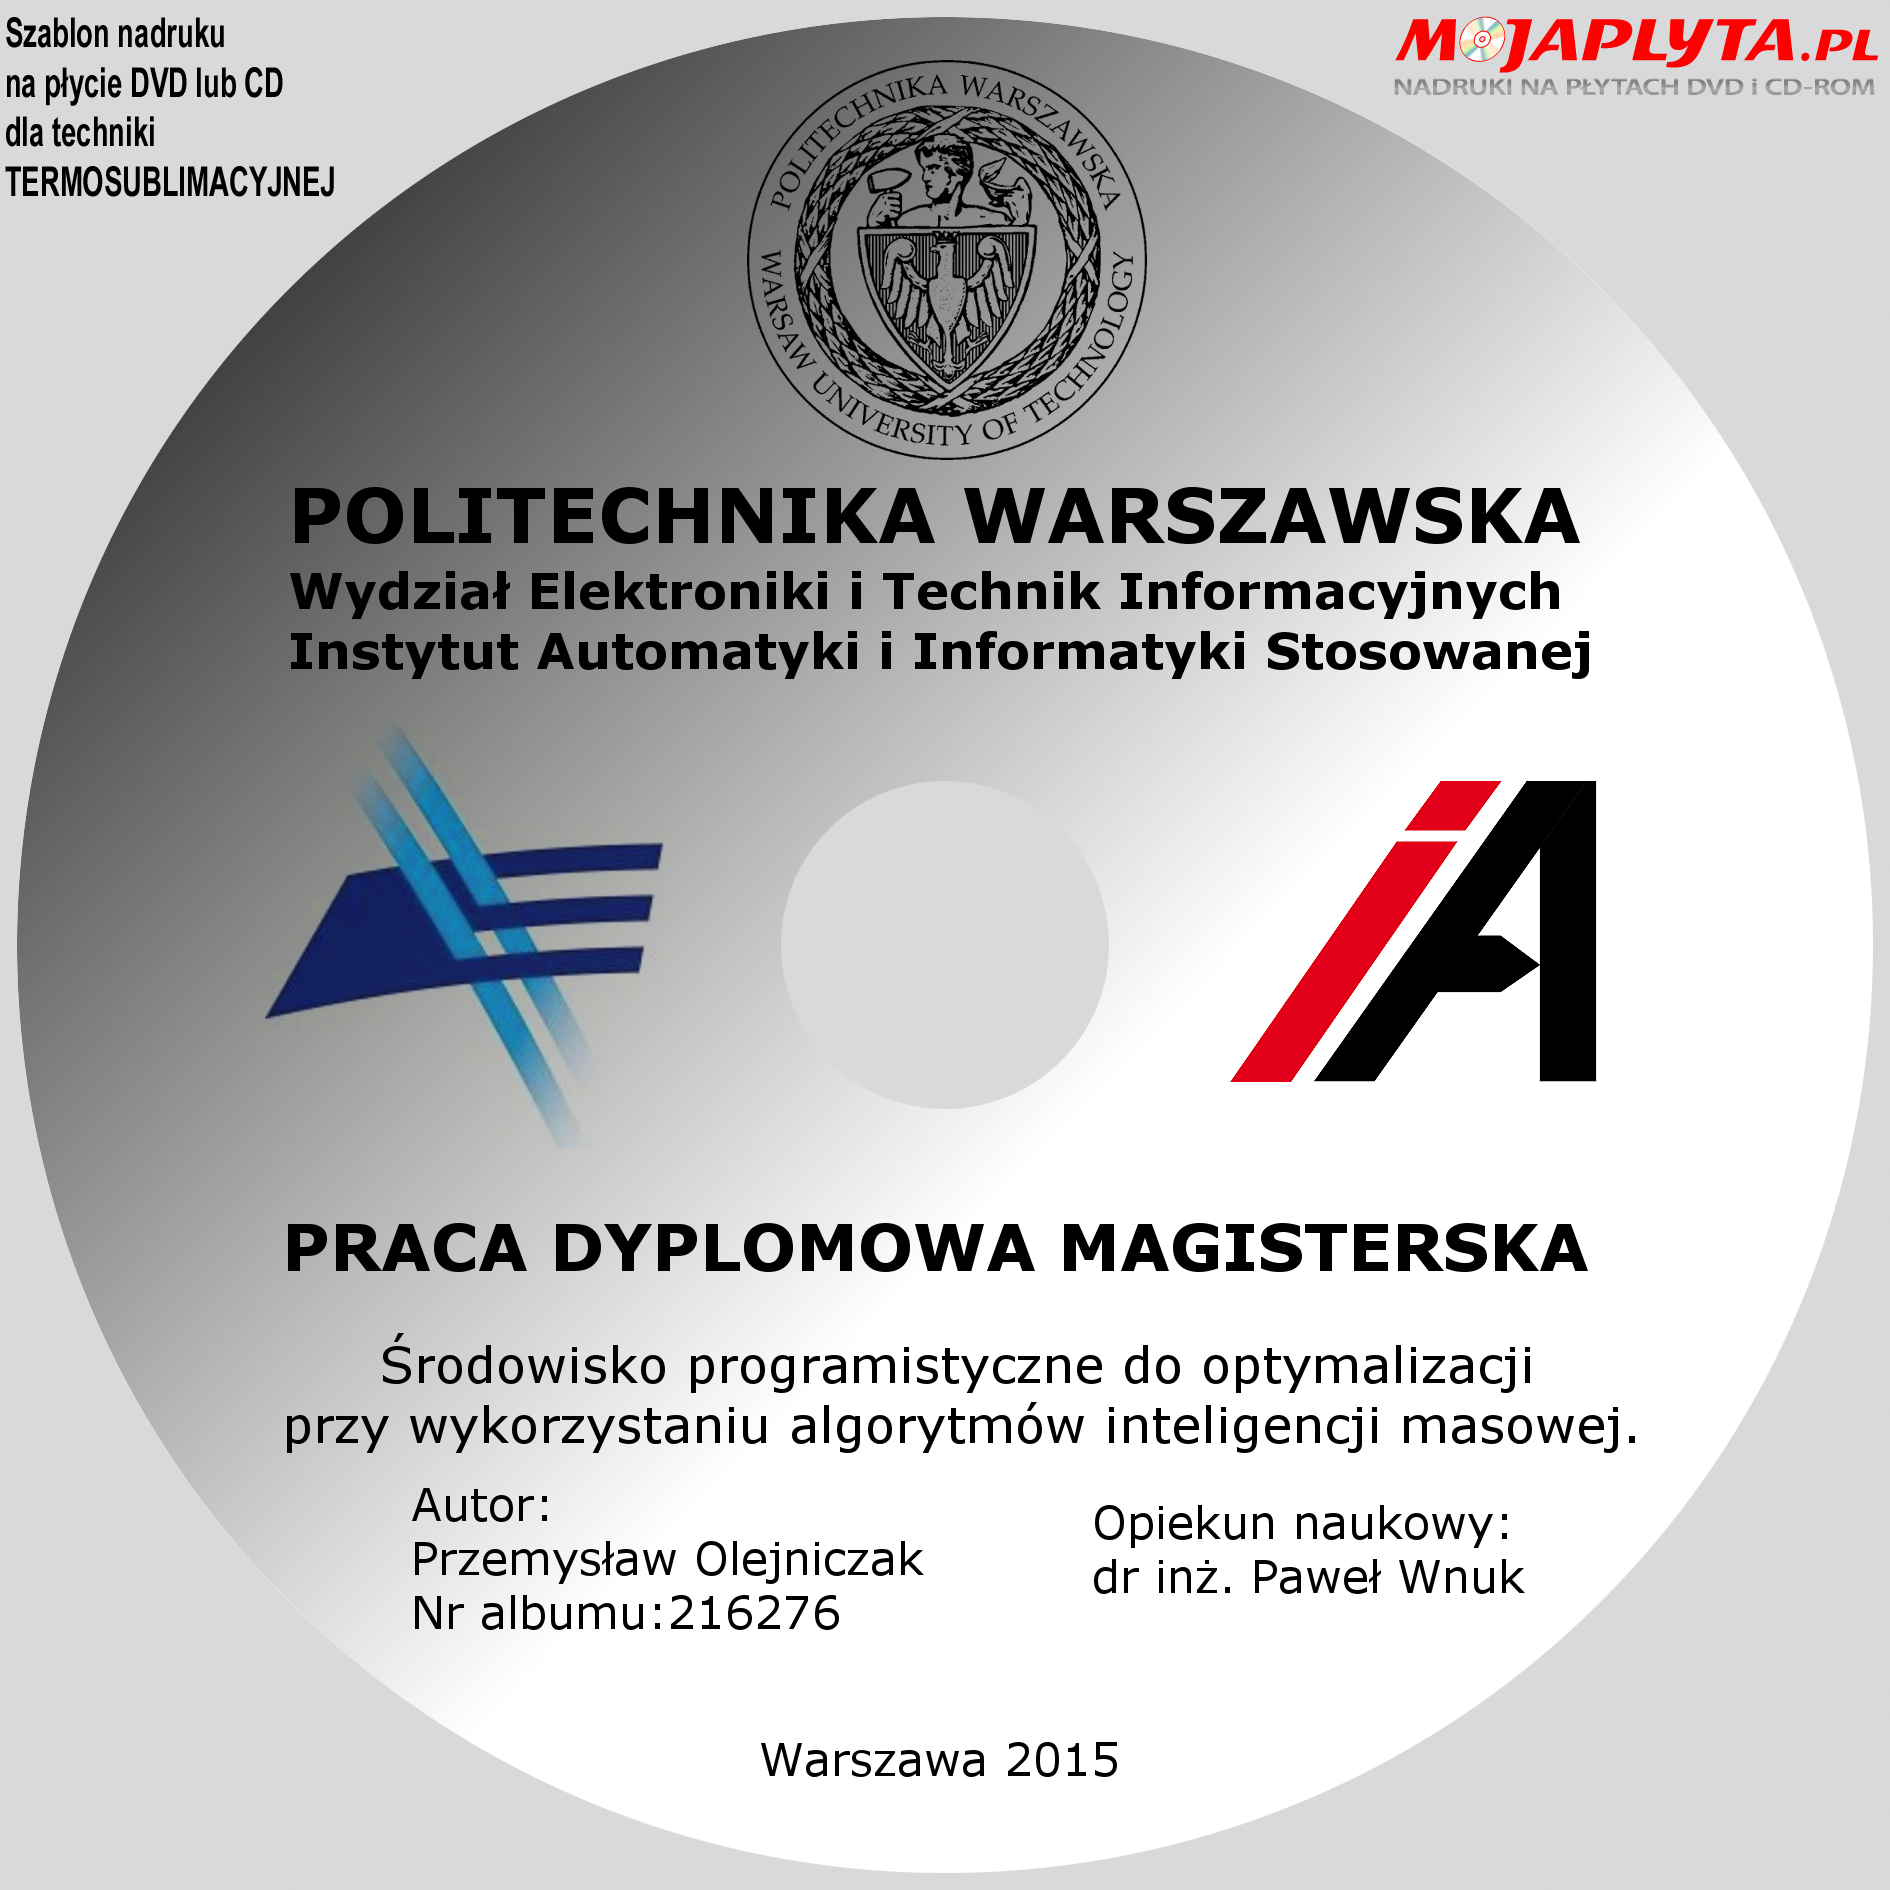 Szablon nadruku
na płycie DVD lub CD
dla techniki
TERMOSUBLIMACYJNEJ
MOJAPLYTA.PL
NADRUKI NA PŁYTACH DVD i CD-ROM
POLITECHNIKA WARSZAWSKA
WARSAW UNIVERSITY OF TECHNOLOGY
POLITECHNIKA WARSZAWSKA
Wydział Elektroniki i Technik Informacyjnych
Instytut Automatyki i Informatyki Stosowanej
iA
PRACA DYPLOMOWA MAGISTERSKA
Środowisko programistyczne do optymalizacji
przy wykorzystaniu algorytmów inteligencji masowej.
Autor:
Przemysław Olejniczak
Nr albumu:216276
Opiekun naukowy:
dr inż. Paweł Wnuk
Warszawa 2015